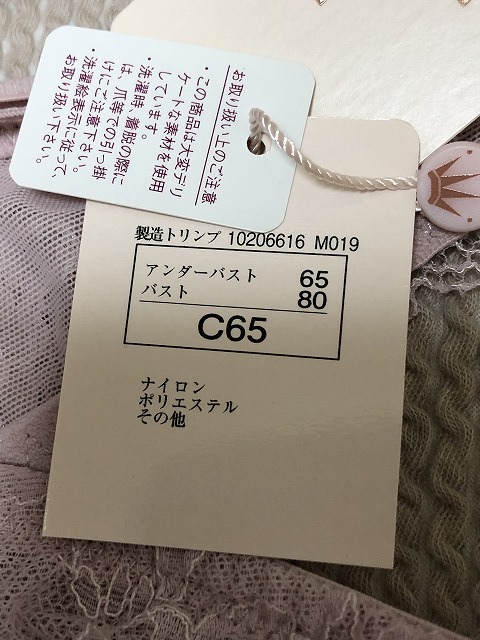 お取り扱い上のご注意
・この商品は大変デリ
ケートな素材を使用
しています。
・洗濯時、着脱の際に
は、爪等での引っ掛
けにご注意下さい。
・洗濯絵表示に従って、
お取り扱い下さい。
製造トリンプ 10206616 M019
アンダーバスト 65
バスト 80
C65
ナイロン
ポリエステル
その他